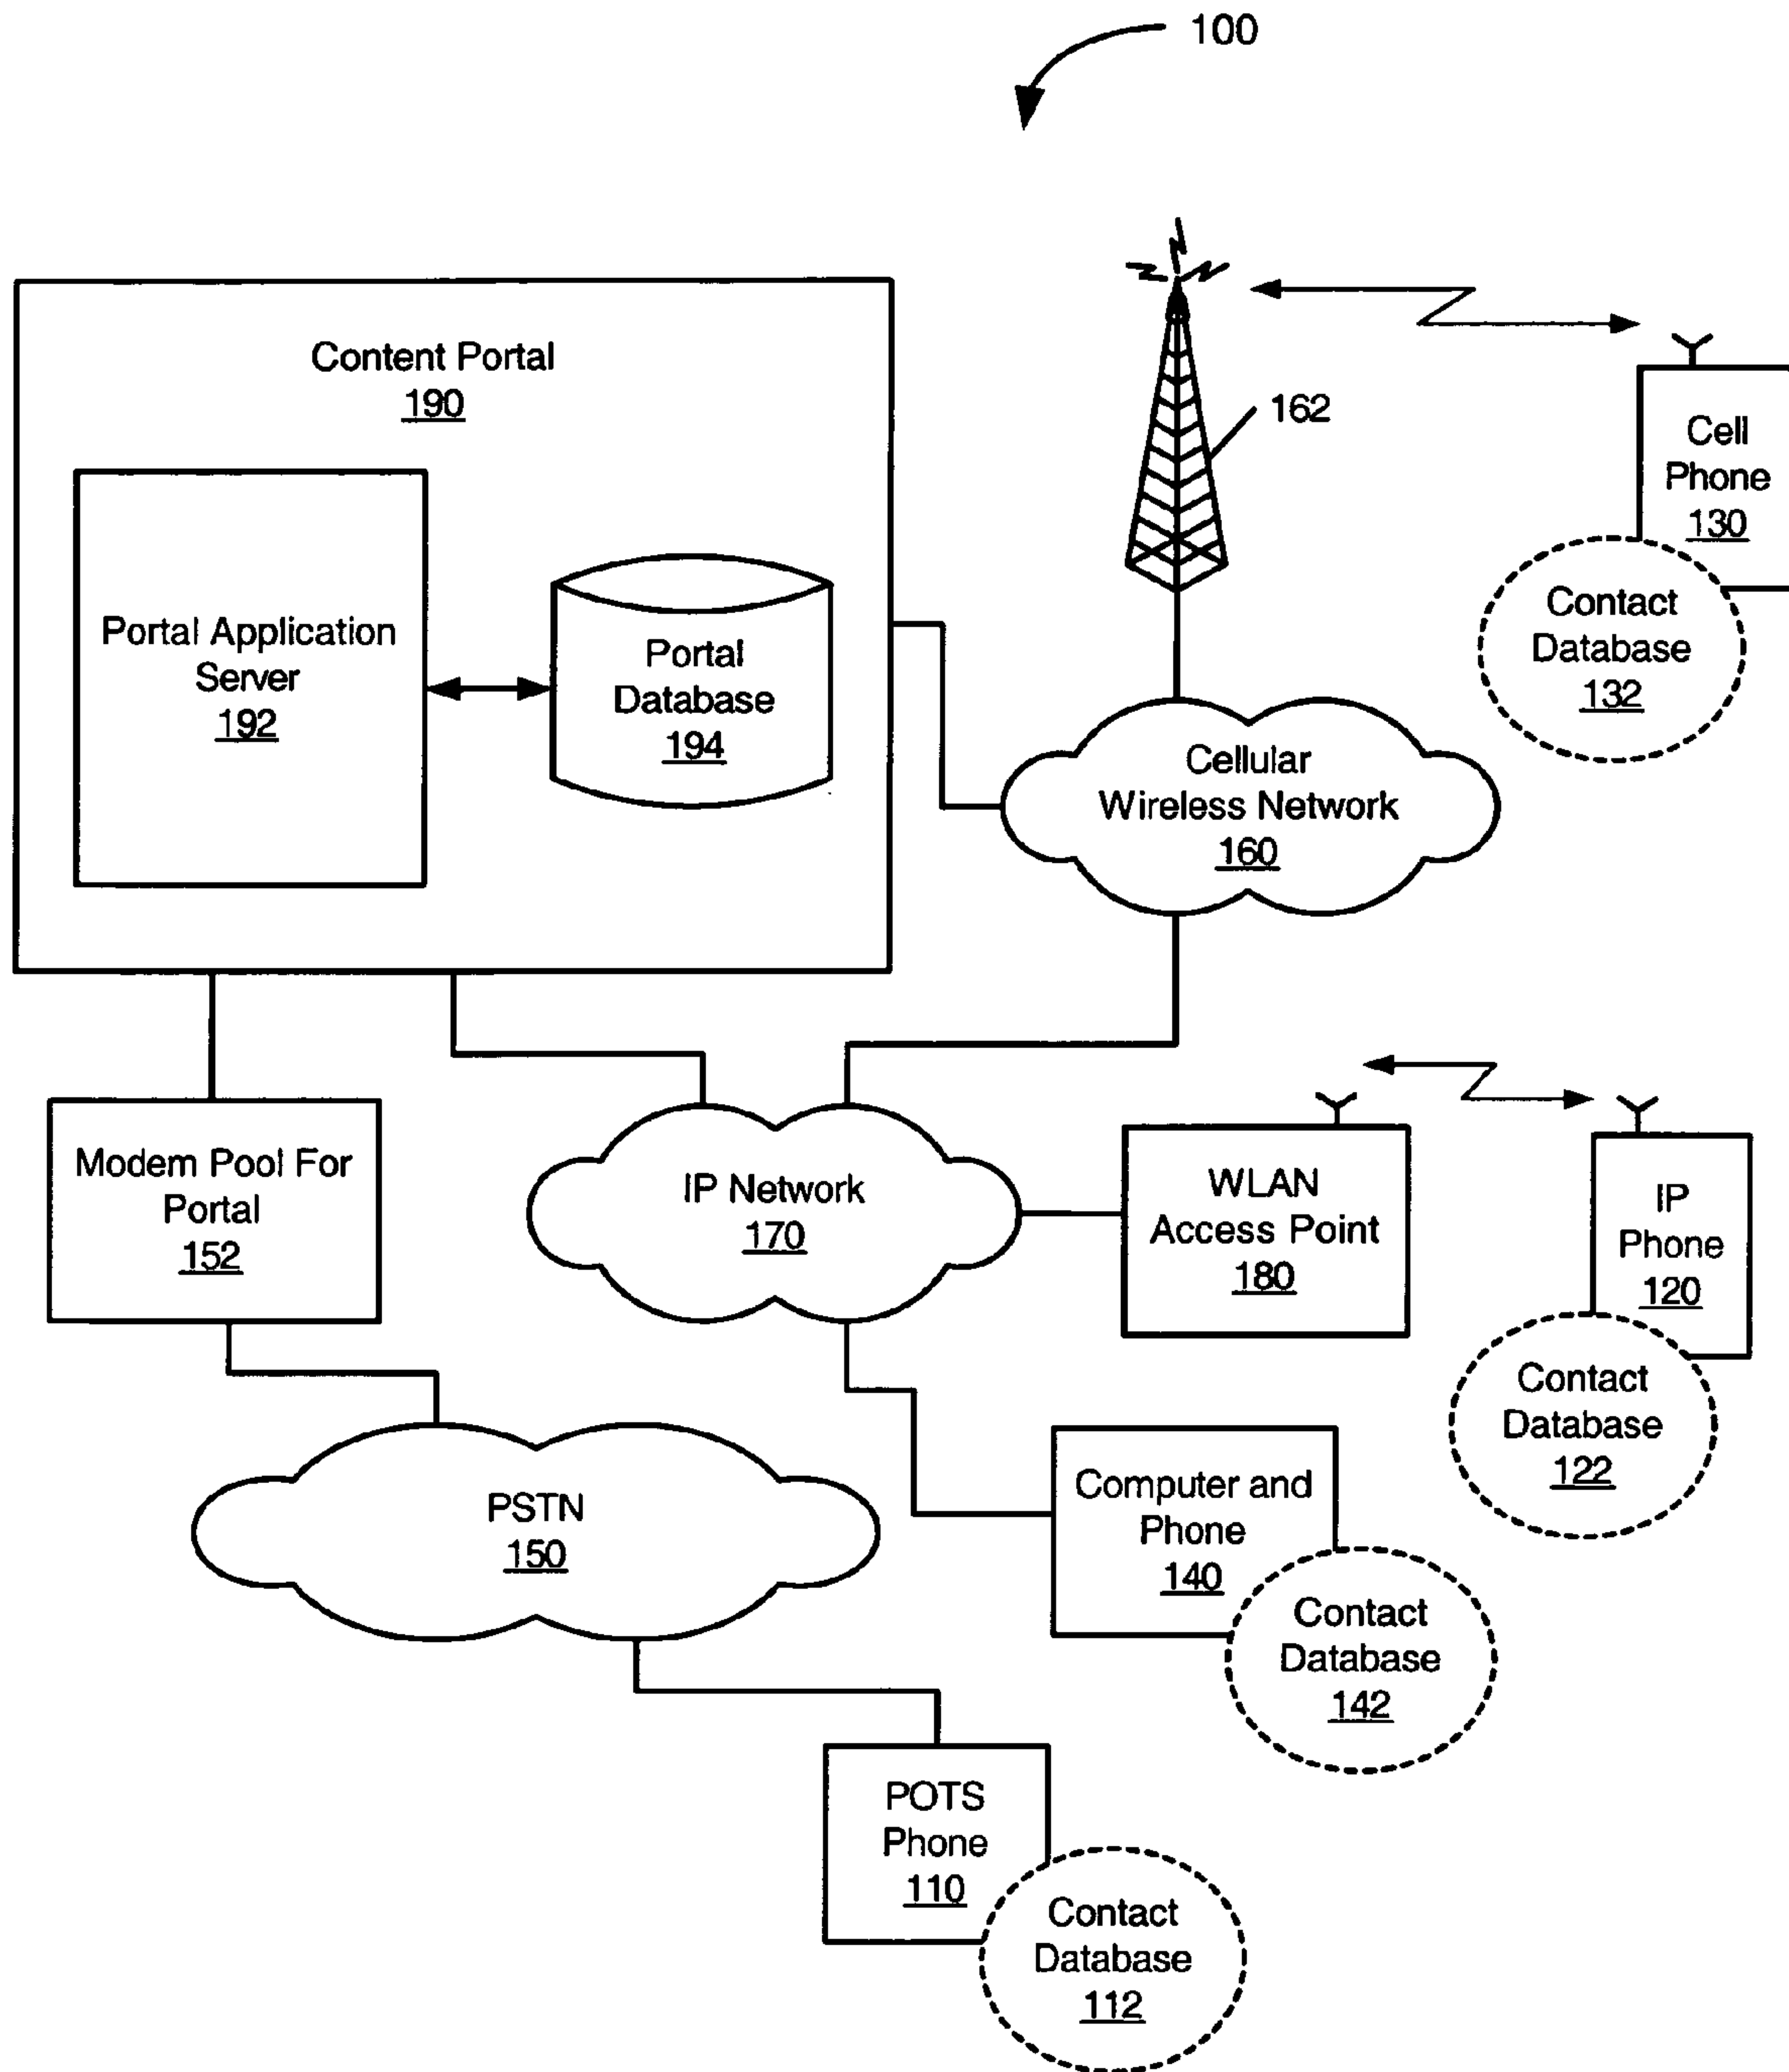 100
Content Portal
190
162
Cell
Phone
130
Portal Application
Server
192
Portal
Database
194
Contact
Database
132
Cellular
Wireless Network
160
Modem Pool For
Portal
152
IP Network
170
WLAN
Access Point
180
IP
Phone
120
Contact
Database
122
PSTN
150
Computer and
Phone
140
Contact
Database
142
POTS
Phone
110
Contact
Database
112